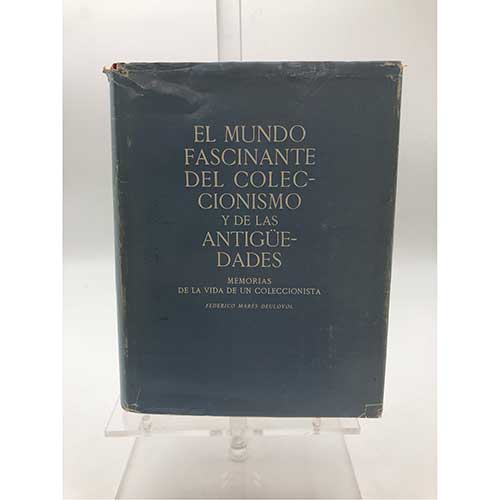 EL MUNDO
FASCINANTE
DEL COLEC-
CIONISMO
Y DE LAS
ANTIGÜE-
DADES
MEMORIAS
DE LA VIDA DE UN COLECCIONISTA
FEDERICO MARÉS DEULOVOL